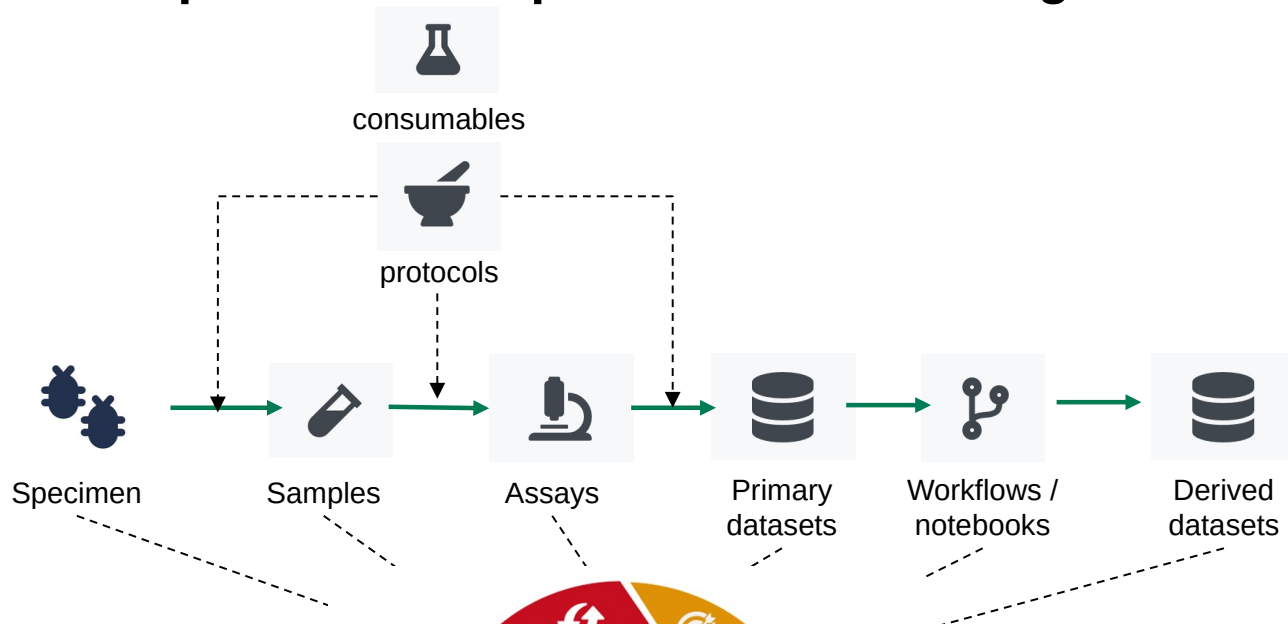 consumables
protocols
Specimen
Samples
Assays
Primary
datasets
Workflows /
notebooks
Derived
datasets